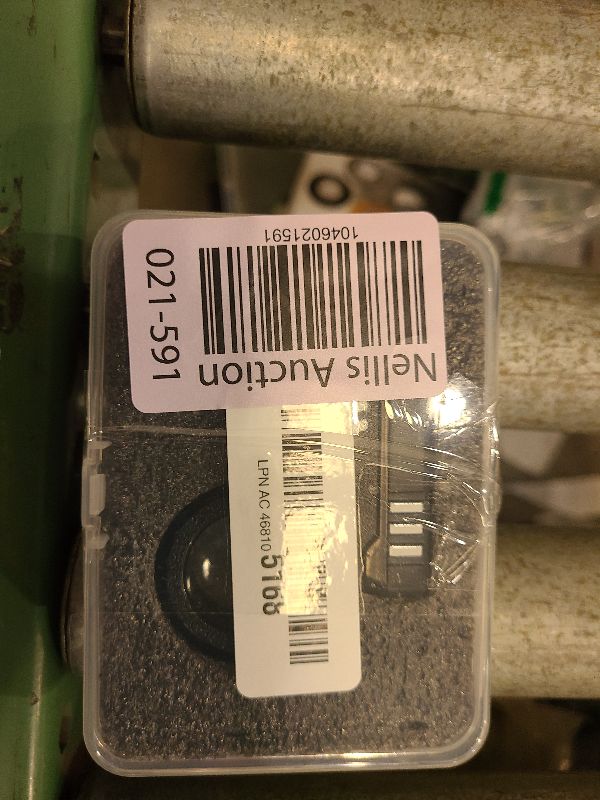 Nellis Auction
1046021591
021-591
LPN AC 46810 5168